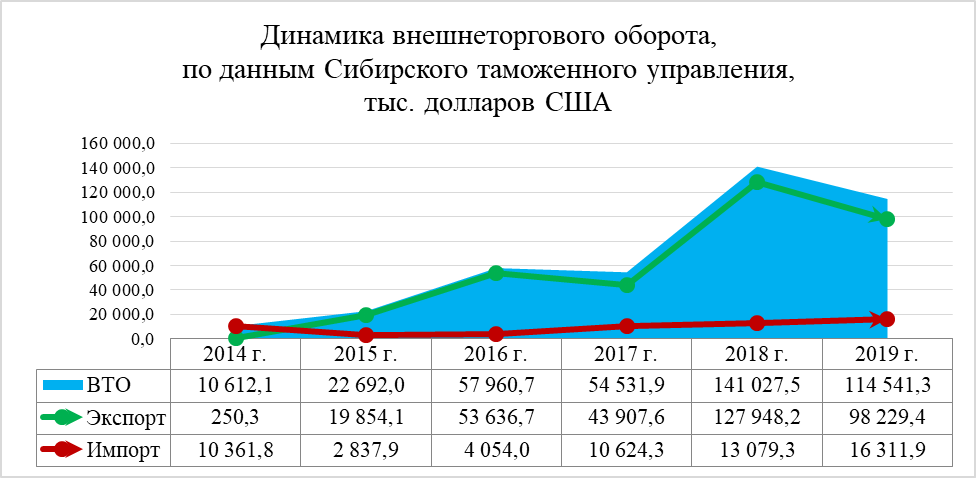 Динамика внешнеторгового оборота,
по данным Сибирского таможенного управления,
тыс. долларов США
160 000,0
140 000,0
120 000,0
100 000,0
80 000,0
60 000,0
40 000,0
20 000,0
0,0
2014 г. 2015 г. 2016 г. 2017 г. 2018 г. 2019 г.
ВТО 10 612,1 22 692,0 57 960,7 54 531,9 141 027,5 114 541,3
Экспорт 250,3 19 854,1 53 636,7 43 907,6 127 948,2 98 229,4
Импорт 10 361,8 2 837,9 4 054,0 10 624,3 13 079,3 16 311,9